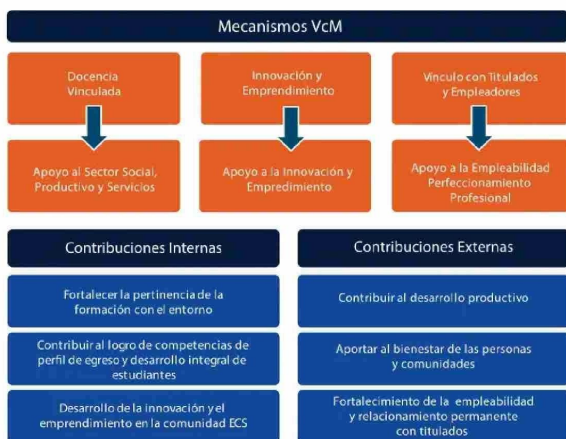 Mecanismos VcM
Docencia
Vinculada
Innovación y
Emprendimiento
Vínculo con Titulados
y Empleadores
Apoyo al Sector Social,
Productivo y Servicios
Apoyo a la Innovación y
Empredimiento
Apoyo a la Empleabilidad
Perfeccionamiento
Profesional
Contribuciones Internas
Fortalecer la pertinencia de la
formación con el entorno
Contribuir al logro de competencias de
perfil de egreso y desarrollo integral de
estudiantes
Desarrollo de la innovación y el
emprendimiento en la comunidad ECS
Contribuciones Externas
Contribuir al desarrollo productivo
Aportar al bienestar de las personas
y comunidades
Fortalecimiento de la empleabilidad
y relacionamiento permanente
con titulados